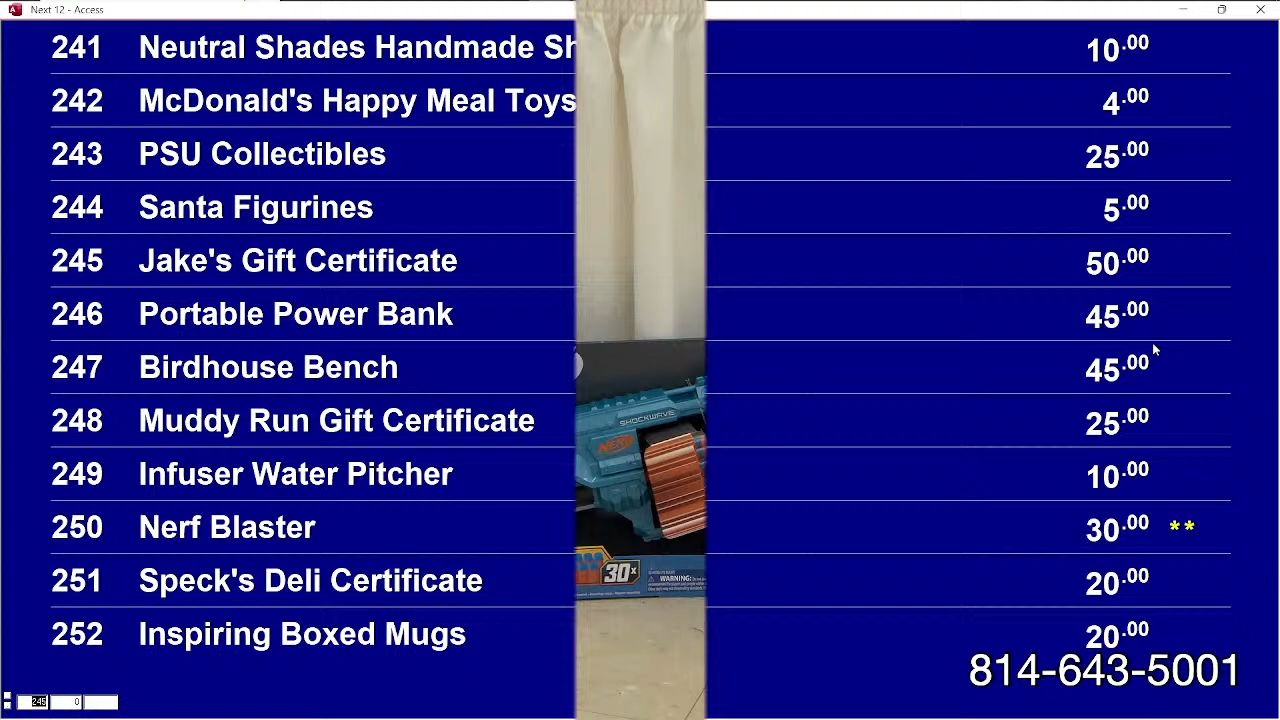 Next 12 - Access
241 Neutral Shades Handmade Sh 10.00
242 McDonald's Happy Meal Toys 4.00
243 PSU Collectibles 25.00
244 Santa Figurines 5.00
245 Jake's Gift Certificate 50.00
246 Portable Power Bank 45.00
247 Birdhouse Bench 45.00
248 Muddy Run Gift Certificate 25.00
249 Infuser Water Pitcher 10.00
250 Nerf Blaster 30.00 **
251 Speck's Deli Certificate 20.00
252 Inspiring Boxed Mugs 20.00
SHOCKWAVE
NERF
30x
WARNING:
814-643-5001
245 0